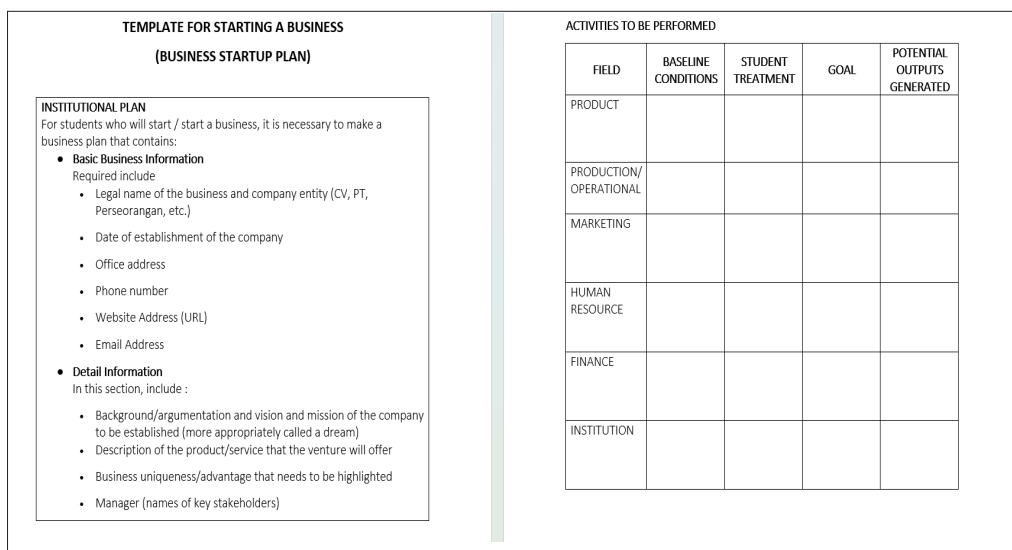 TEMPLATE FOR STARTING A BUSINESS
(BUSINESS STARTUP PLAN)
INSTITUTIONAL PLAN
For students who will start / start a business, it is necessary to make a
business plan that contains:
• Basic Business Information
Required include
• Legal name of the business and company entity (CV, PT,
Perseorangan, etc.)
• Date of establishment of the company
• Office address
• Phone number
• Website Address (URL)
• Email Address
• Detail Information
In this section, include :
• Background/argumentation and vision and mission of the company
to be established (more appropriately called a dream)
• Description of the product/service that the venture will offer
• Business uniqueness/advantage that needs to be highlighted
• Manager (names of key stakeholders)
ACTIVITIES TO BE PERFORMED
FIELD
BASELINE
CONDITIONS
STUDENT
TREATMENT
GOAL
POTENTIAL
OUTPUTS
GENERATED
PRODUCT
PRODUCTION/
OPERATIONAL
MARKETING
HUMAN
RESOURCE
FINANCE
INSTITUTION